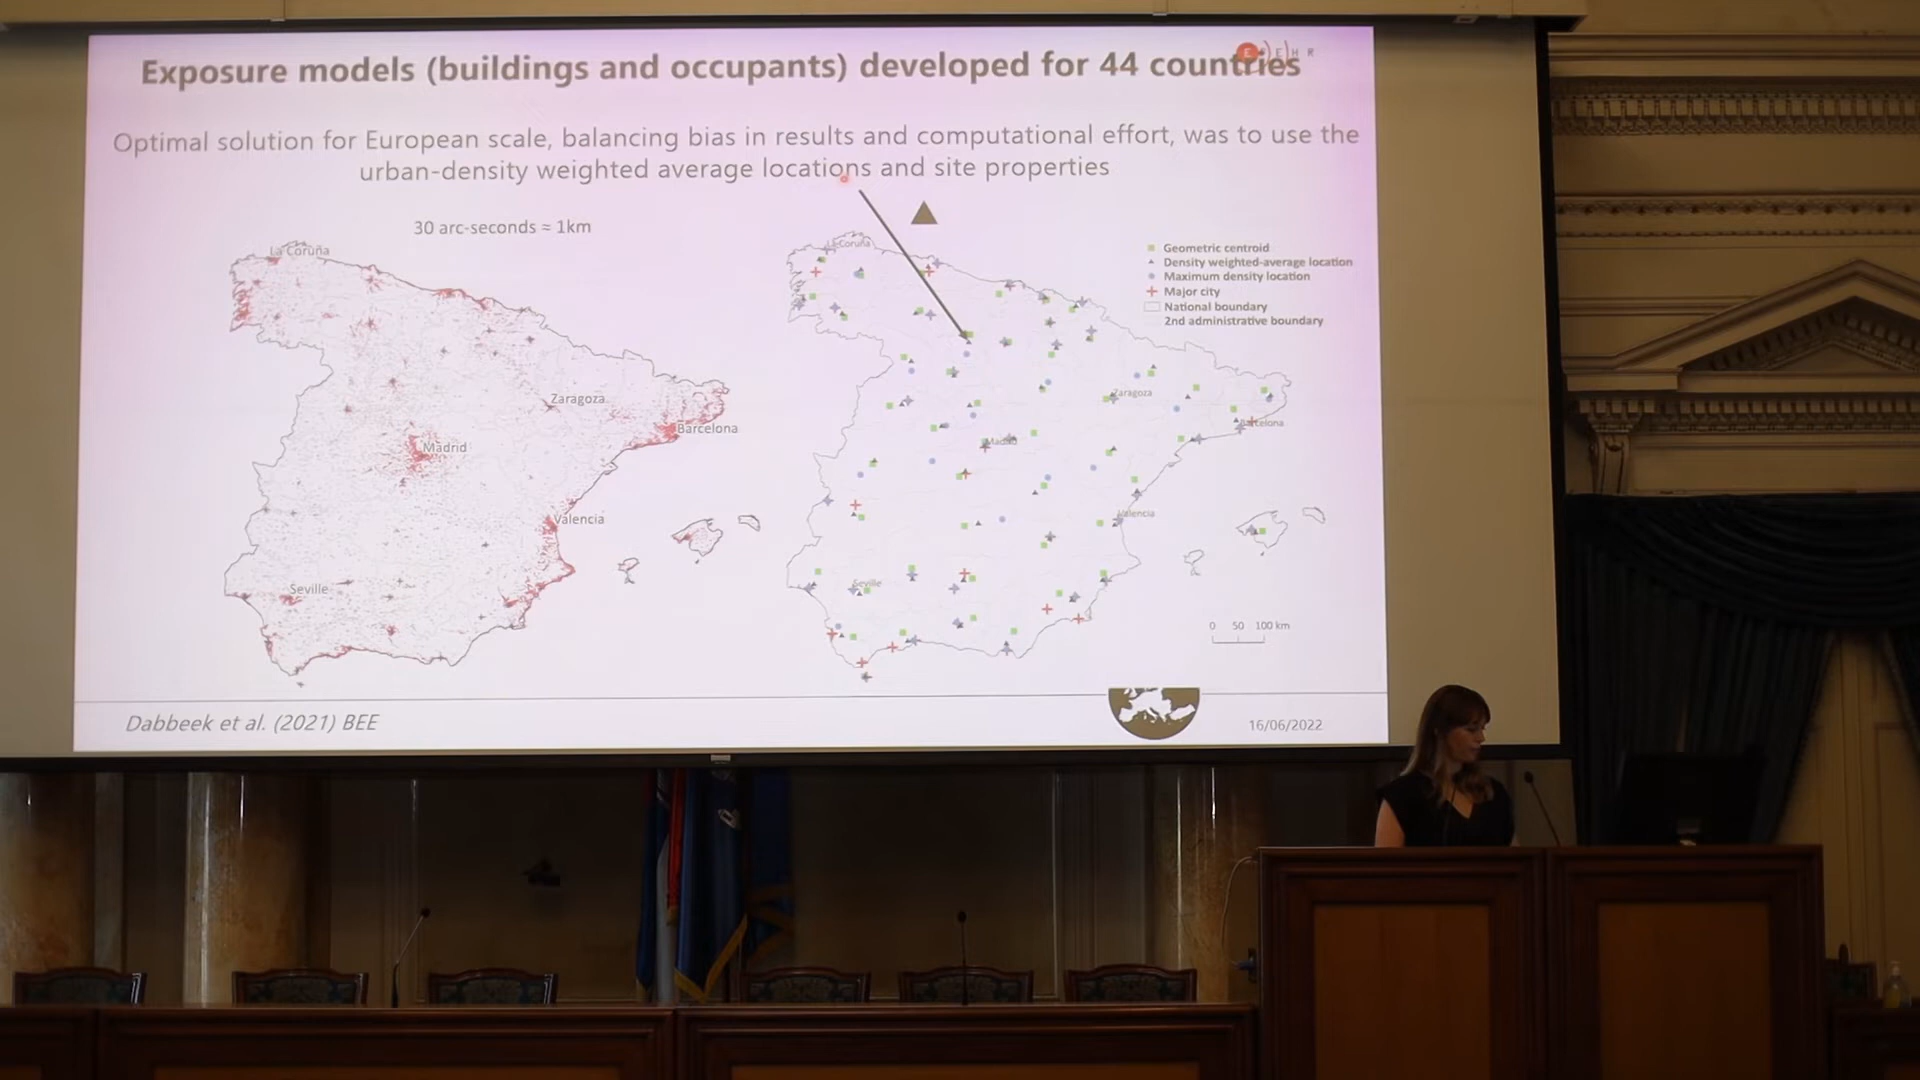 Exposure models (buildings and occupants) developed for 44 countries
Optimal solution for European scale, balancing bias in results and computational effort, was to use the
urban-density weighted average locations and site properties
30 arc-seconds ≈ 1km
La Coruña
Zaragoza
Barcelona
Madrid
Valencia
Seville
La Coruña
Zaragoza
Barcelona
Madrid
Valencia
Seville
Geometric centroid
Density weighted-average location
Maximum density location
Major city
National boundary
2nd administrative boundary
0 50 100 km
Dabbeek et al. (2021) BEE
16/06/2022